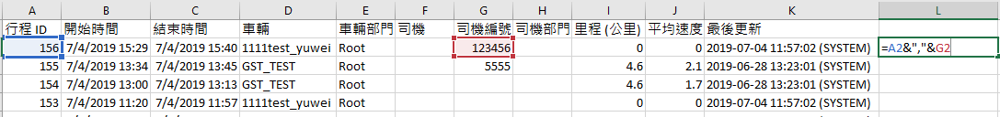 A B C D E F G H I J K L
行程 ID 開始時間 結束時間 車輛 車輛部門 司機 司機編號 司機部門 里程 (公里) 平均速度 最後更新
156 7/4/2019 15:29 7/4/2019 15:40 1111test_yuwei Root 123456 0 0 2019-07-04 11:57:02 (SYSTEM) =A2&","&G2
155 7/4/2019 13:34 7/4/2019 13:45 GST_TEST Root 5555 4.6 2.1 2019-06-28 13:23:01 (SYSTEM)
154 7/4/2019 13:00 7/4/2019 13:13 GST_TEST Root 4.6 1.7 2019-06-28 13:23:01 (SYSTEM)
153 7/4/2019 11:20 7/4/2019 11:57 1111test_yuwei Root 0 0 2019-07-04 11:57:02 (SYSTEM)